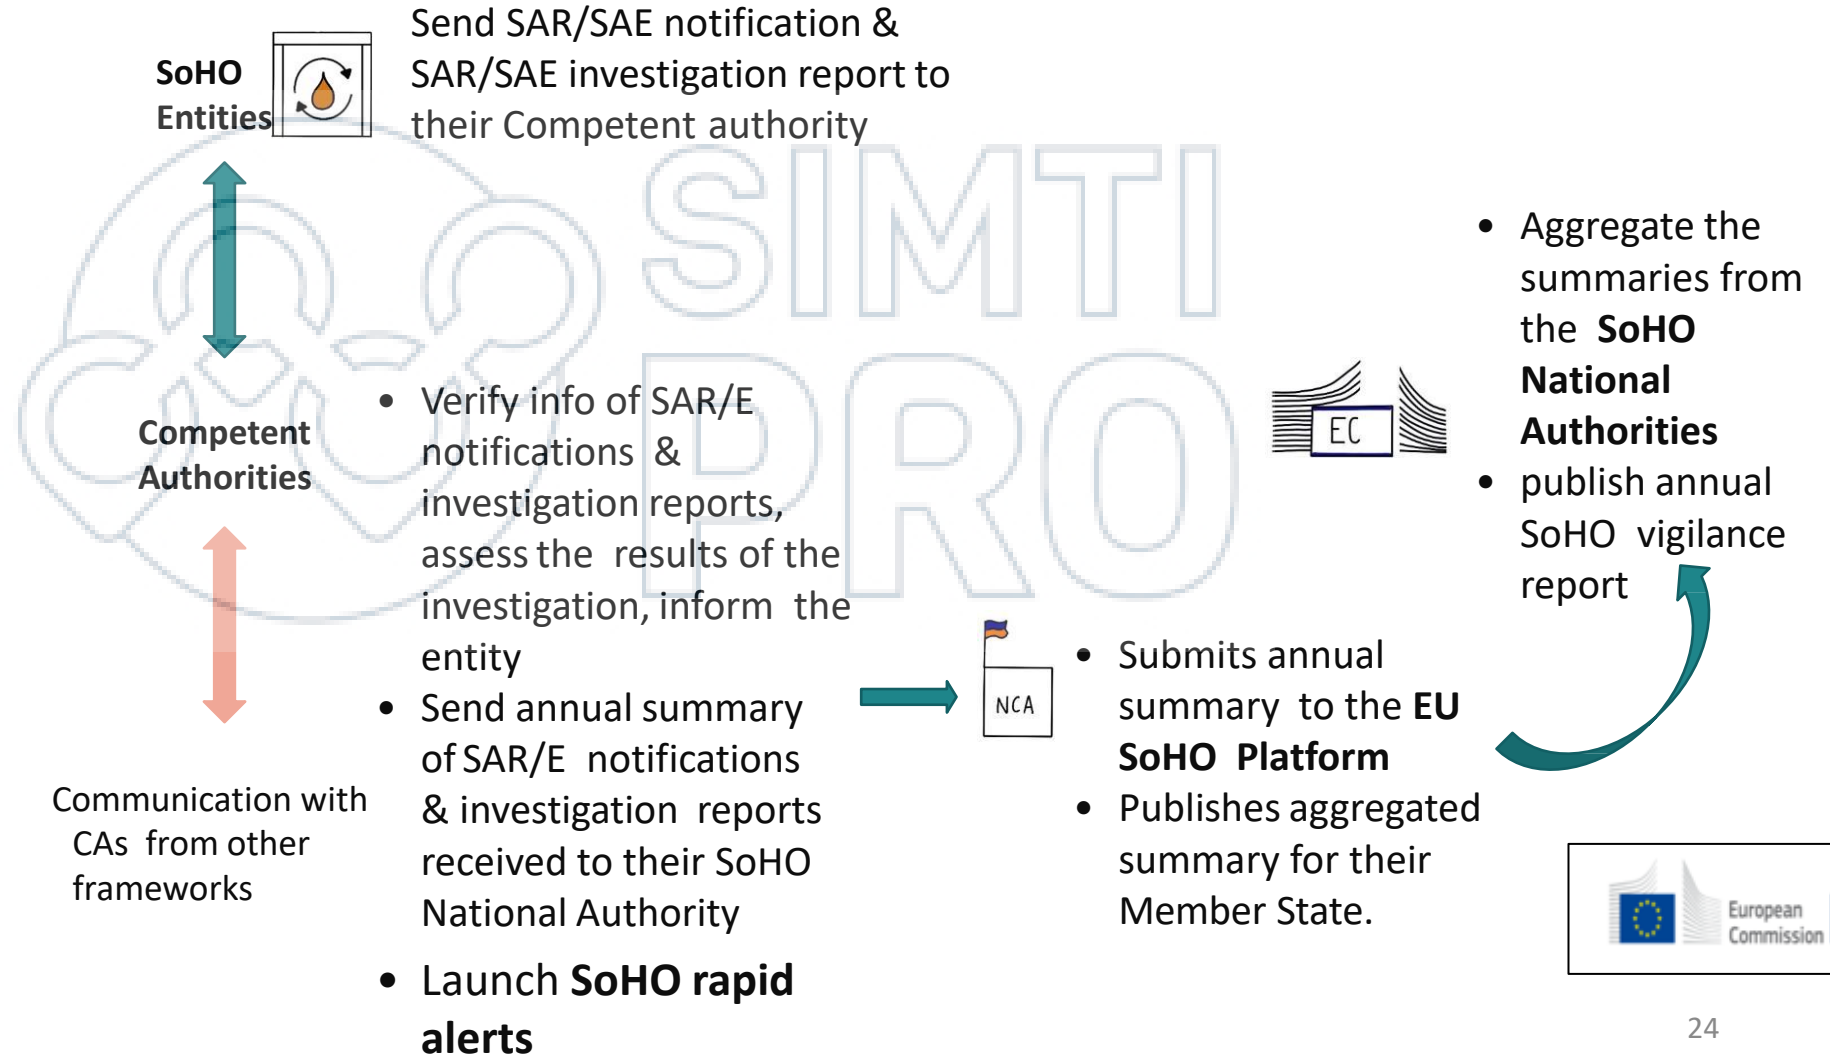 SoHO
Entities
Send SAR/SAE notification &
SAR/SAE investigation report to
their Competent authority
SIMTI
PRO
Competent
Authorities
• Verify info of SAR/E
notifications &
investigation reports,
assess the results of the
investigation, inform the
entity
• Send annual summary
of SAR/E notifications
& investigation reports
received to their SoHO
National Authority
• Launch SoHO rapid
alerts
Communication with
CAs from other
frameworks
NCA
• Submits annual
summary to the EU
SoHO Platform
• Publishes aggregated
summary for their
Member State.
EC
• Aggregate the
summaries from
the SoHO
National
Authorities
• publish annual
SoHO vigilance
report
European
Commission
24